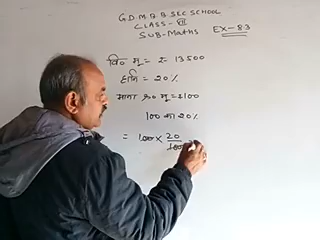 G.D.M.B.B SEC SCHOOL
CLASS-VII
SUB-Maths EX-8.3
वि० मू० = ₹ 13500
हानि = 20%
माना क्र० मू० = ₹100
100 का 20%
= 100 × 20/100